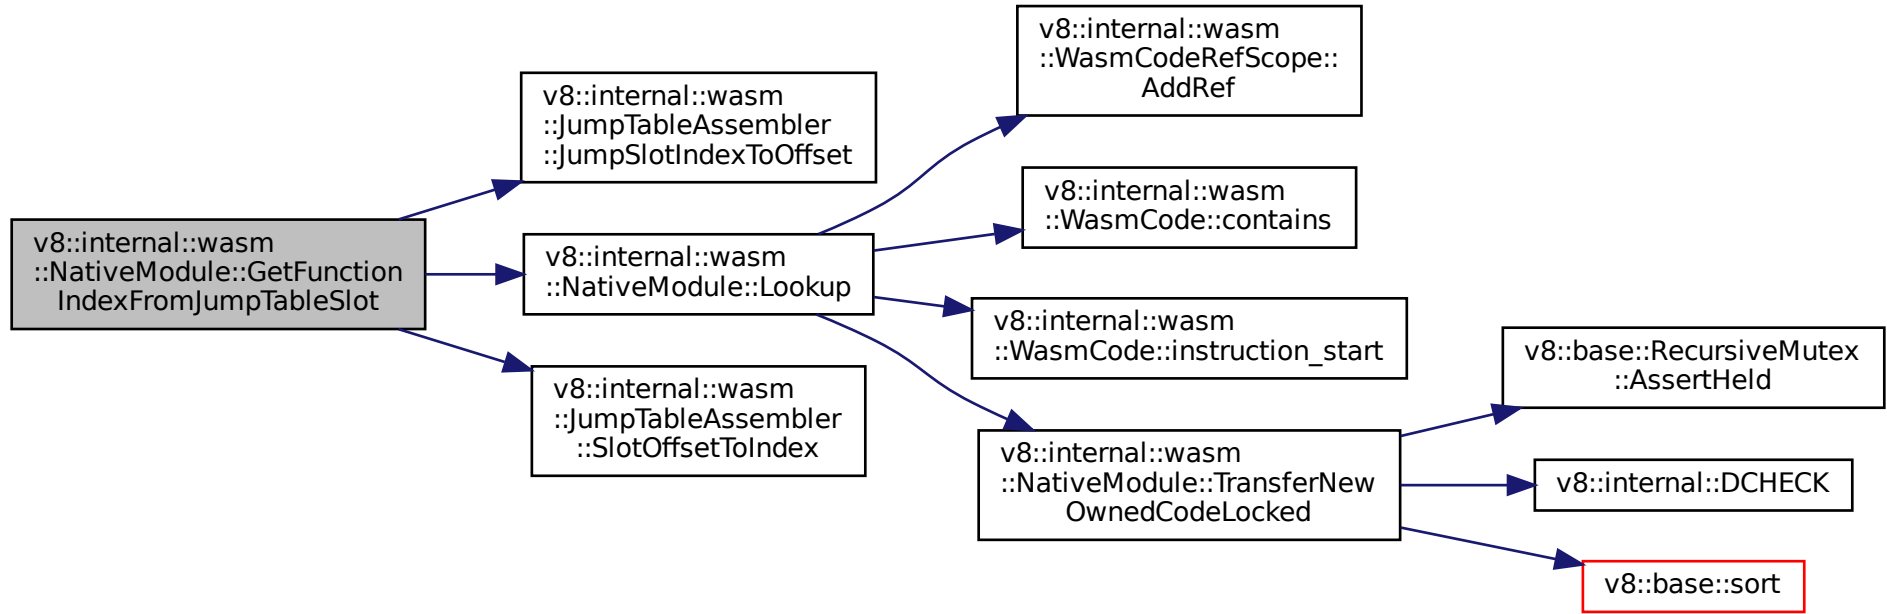 v8::internal::wasm
::NativeModule::GetFunction
IndexFromJumpTableSlot
v8::internal::wasm
::JumpTableAssembler
::JumpSlotIndexToOffset
v8::internal::wasm
::NativeModule::Lookup
v8::internal::wasm
::JumpTableAssembler
::SlotOffsetToIndex
v8::internal::wasm
::WasmCodeRefScope::
AddRef
v8::internal::wasm
::WasmCode::contains
v8::internal::wasm
::WasmCode::instruction_start
v8::internal::wasm
::NativeModule::TransferNew
OwnedCodeLocked
v8::base::RecursiveMutex
::AssertHeld
v8::internal::DCHECK
v8::base::sort